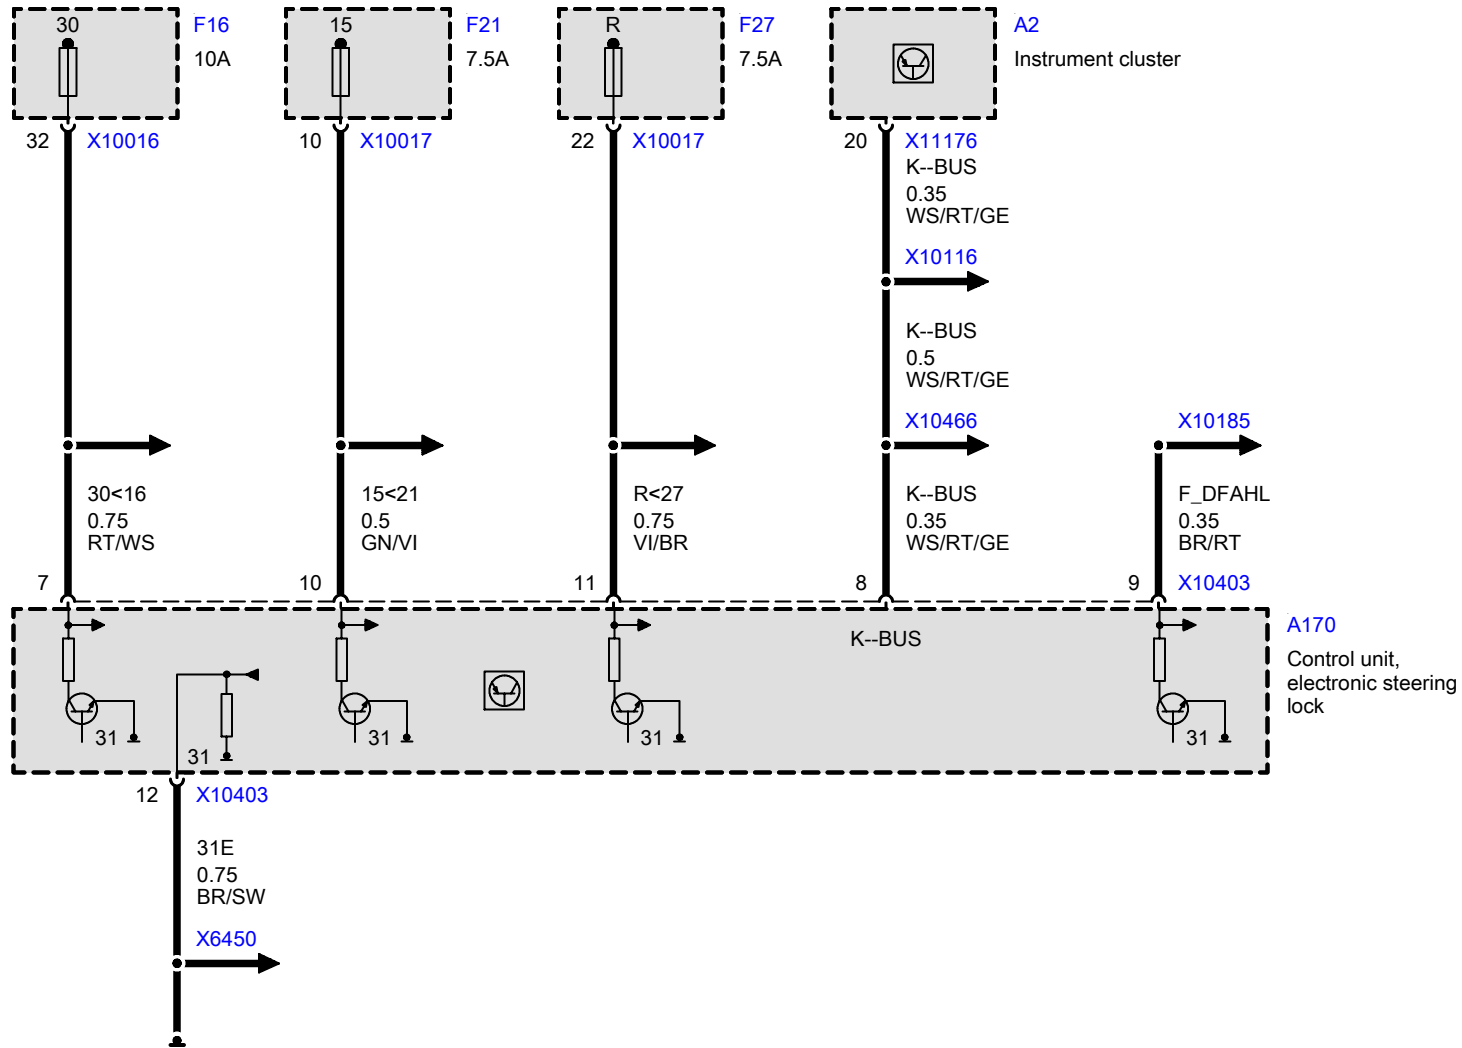 30
F16
10A
15
F21
7.5A
R
F27
7.5A
A2
Instrument cluster
32
X10016
10
X10017
22
X10017
20
X11176
K--BUS
0.35
WS/RT/GE
X10116
K--BUS
0.5
WS/RT/GE
X10466
X10185
30<16
0.75
RT/WS
15<21
0.5
GN/VI
R<27
0.75
VI/BR
K--BUS
0.35
WS/RT/GE
F_DFAHL
0.35
BR/RT
7
10
11
8
9
X10403
K--BUS
A170
Control unit,
electronic steering
lock
31
31
31
31
31
12
X10403
31E
0.75
BR/SW
X6450